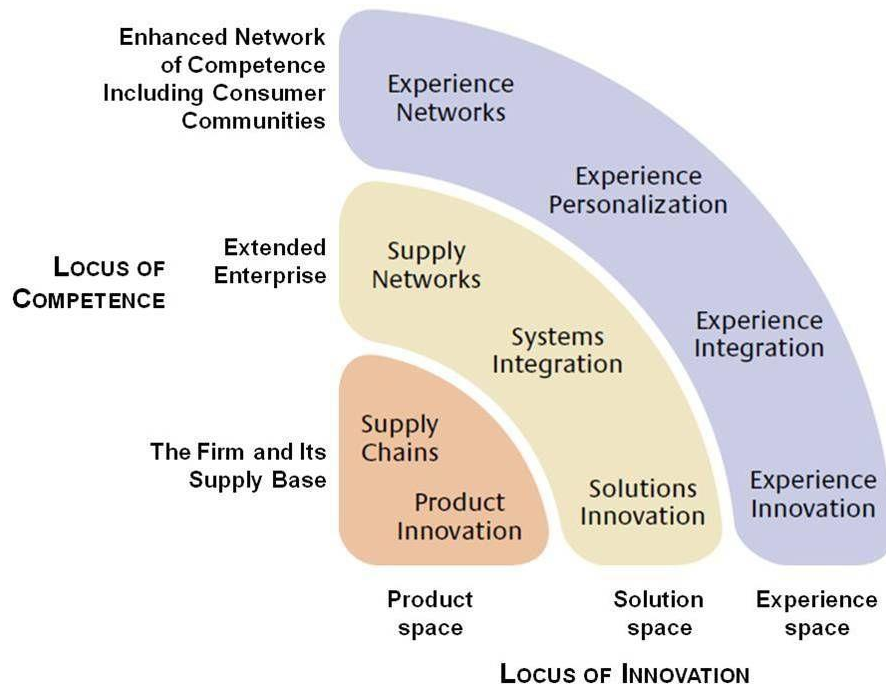 Enhanced Network
of Competence
Including Consumer
Communities
Experience
Networks
Experience
Personalization
Extended
Enterprise
Supply
Networks
LOCUS OF
COMPETENCE
Systems
Integration
Experience
Integration
The Firm and Its
Supply Base
Supply
Chains
Product
Innovation
Solutions
Innovation
Experience
Innovation
Product
space
Solution
space
Experience
space
LOCUS OF INNOVATION